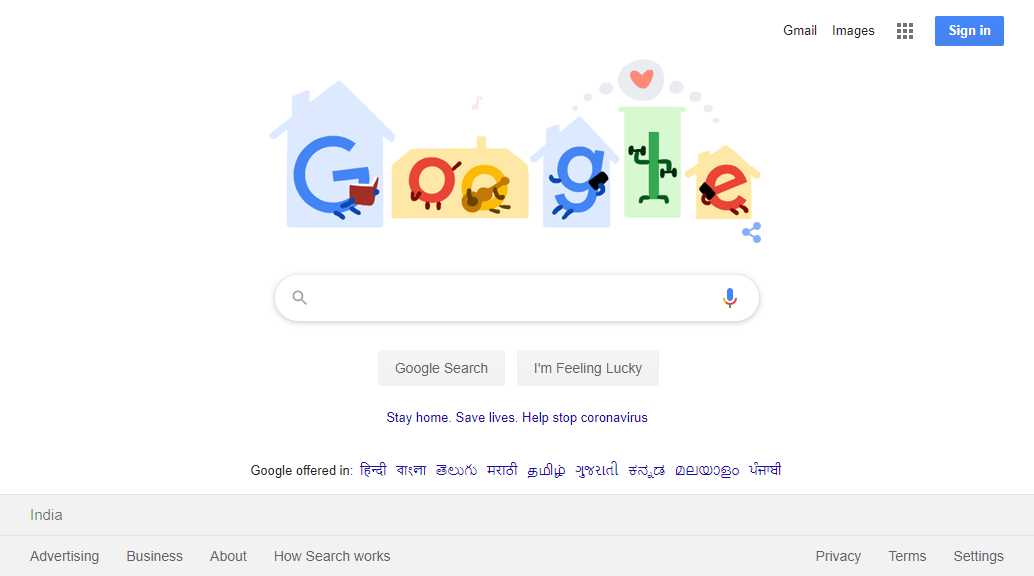 Gmail Images Sign in
Google
Google Search I'm Feeling Lucky
Stay home. Save lives. Help stop coronavirus
Google offered in: हिन्दी বাংলা తెలుగు मराठी தமிழ் ગુજરાતી ಕನ್ನಡ മലയാളം ਪੰਜਾਬੀ
India
Advertising Business About How Search works Privacy Terms Settings